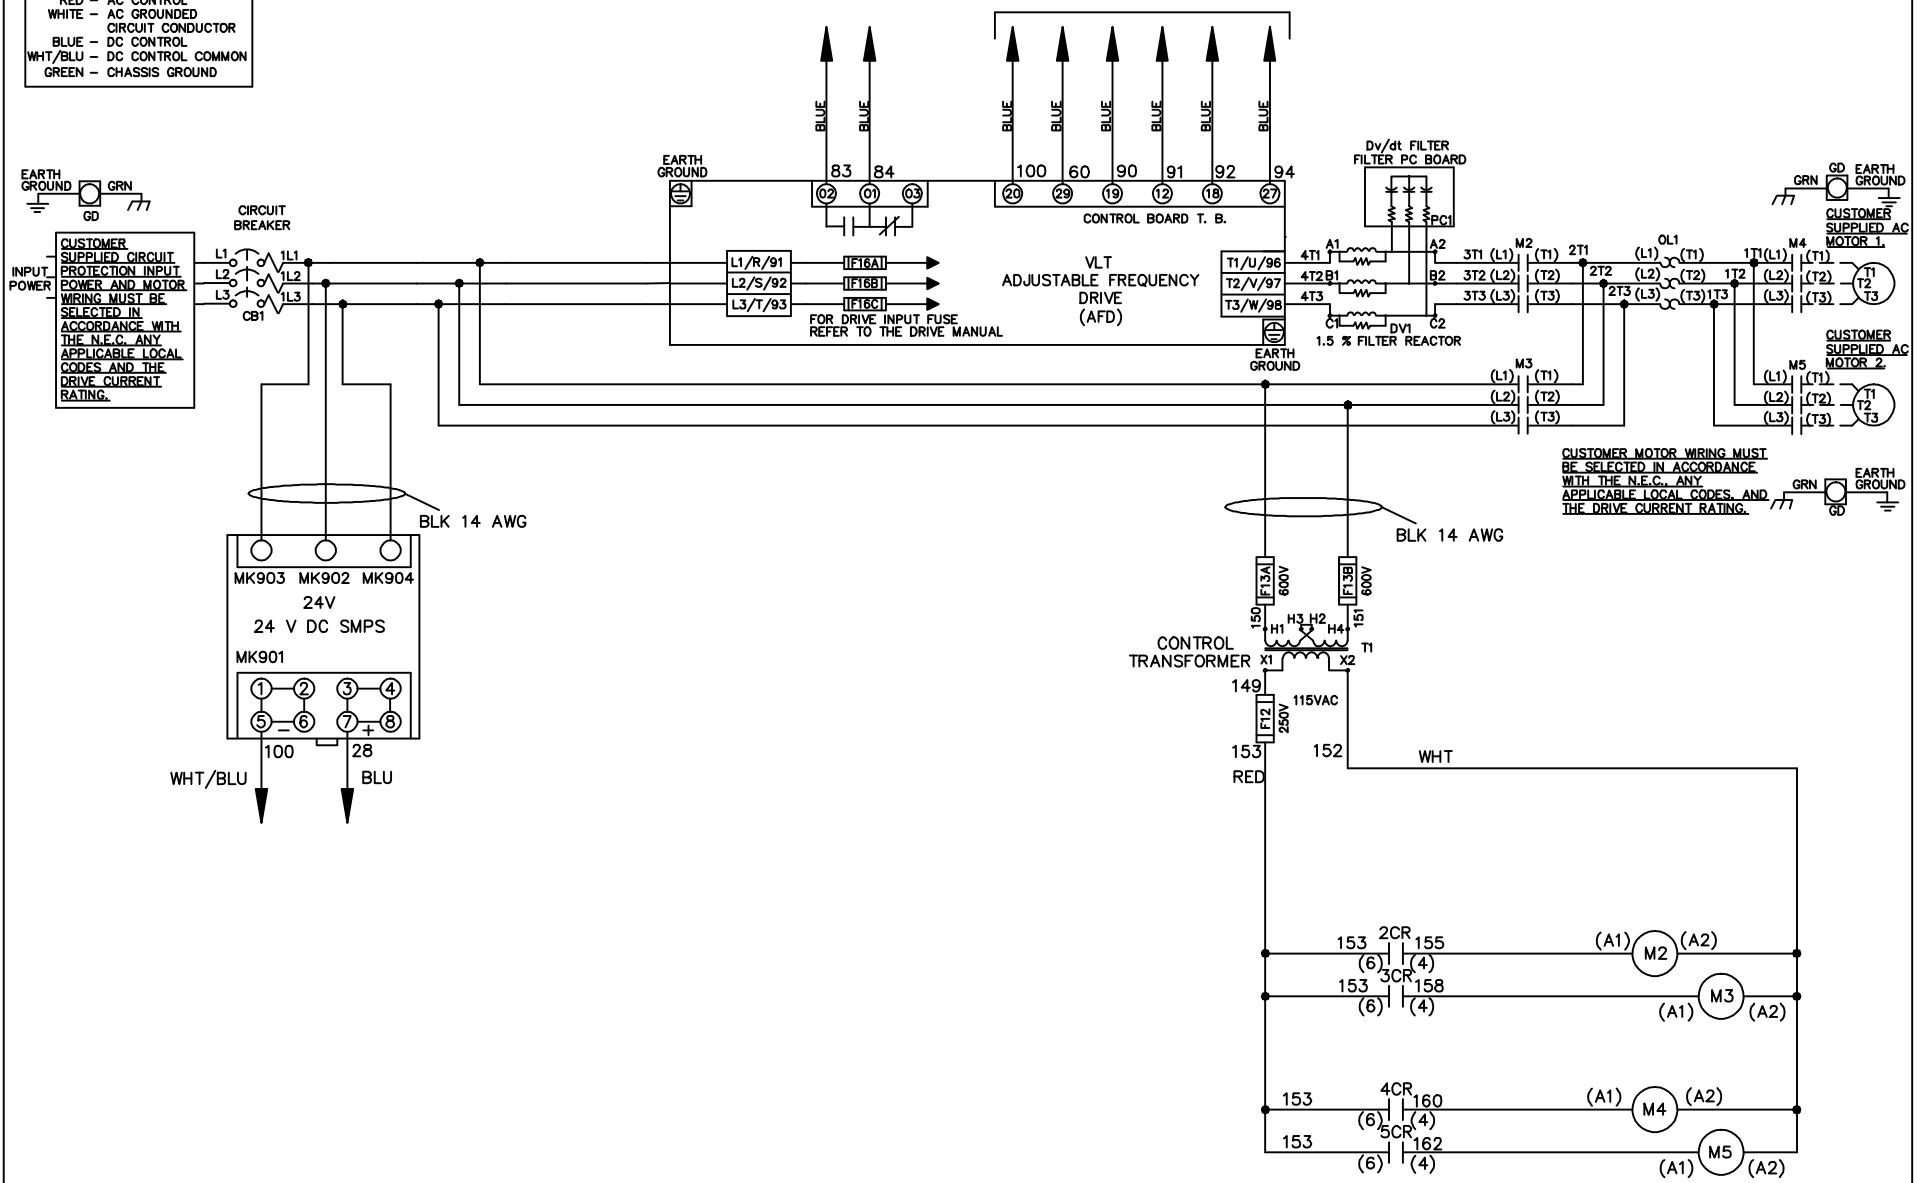 RED – AC CONTROL
WHITE – AC GROUNDED
CIRCUIT CONDUCTOR
BLUE – DC CONTROL
WHT/BLU – DC CONTROL COMMON
GREEN – CHASSIS GROUND
BLUE
BLUE
BLUE
BLUE
BLUE
BLUE
BLUE
BLUE
EARTH
GROUND
GRN
GD
CIRCUIT
BREAKER
CUSTOMER
SUPPLIED CIRCUIT
PROTECTION INPUT
POWER AND MOTOR
WIRING MUST BE
SELECTED IN
ACCORDANCE WITH
THE N.E.C. ANY
APPLICABLE LOCAL
CODES AND THE
DRIVE CURRENT
RATING.
INPUT
POWER
L1 1L1
L2 1L2
L3 1L3
CB1
EARTH
GROUND
83 84
02 01 03
100 60 90 91 92 94
20 29 19 12 18 27
CONTROL BOARD T. B.
L1/R/91 F16A
L2/S/92 F16B
L3/T/93 F16C
FOR DRIVE INPUT FUSE
REFER TO THE DRIVE MANUAL
VLT
ADJUSTABLE FREQUENCY
DRIVE
(AFD)
T1/U/96 4T1
T2/V/97 4T2
T3/W/98 4T3
EARTH
GROUND
Dv/dt FILTER
FILTER PC BOARD
PC1
A1 A2
B1 B2
C1 C2
DV1
1.5 % FILTER REACTOR
3T1 (L1) M2 (T1) 2T1
3T2 (L2) (T2) 2T2
3T3 (L3) (T3) 2T3
OL1
(L1) (T1) 1T1
(L2) (T2) 1T2
(L3) (T3) 1T3
M4
(L1) (T1)
(L2) (T2)
(L3) (T3)
T1
T2
T3
GD
GRN
EARTH
GROUND
CUSTOMER
SUPPLIED AC
MOTOR 1.
CUSTOMER
SUPPLIED AC
MOTOR 2.
M3
(L1) (T1)
(L2) (T2)
(L3) (T3)
M5
(L1) (T1)
(L2) (T2)
(L3) (T3)
T1
T2
T3
CUSTOMER MOTOR WIRING MUST
BE SELECTED IN ACCORDANCE
WITH THE N.E.C., ANY
APPLICABLE LOCAL CODES, AND
THE DRIVE CURRENT RATING.
GRN
GD
EARTH
GROUND
BLK 14 AWG
MK903 MK902 MK904
24V
24 V DC SMPS
MK901
1 2 3 4
5 6 7 8
– +
100 28
WHT/BLU BLU
BLK 14 AWG
F13A 600V
F13B 600V
150 151
H1 H3 H2 H4
T1
CONTROL
TRANSFORMER
X1 X2
149
F12 250V
115VAC
153 152
RED WHT
2CR
153 155
(6) (4)
(A1) M2 (A2)
3CR
153 158
(6) (4)
(A1) M3 (A2)
4CR
153 160
(6) (4)
(A1) M4 (A2)
5CR
153 162
(6) (4)
(A1) M5 (A2)